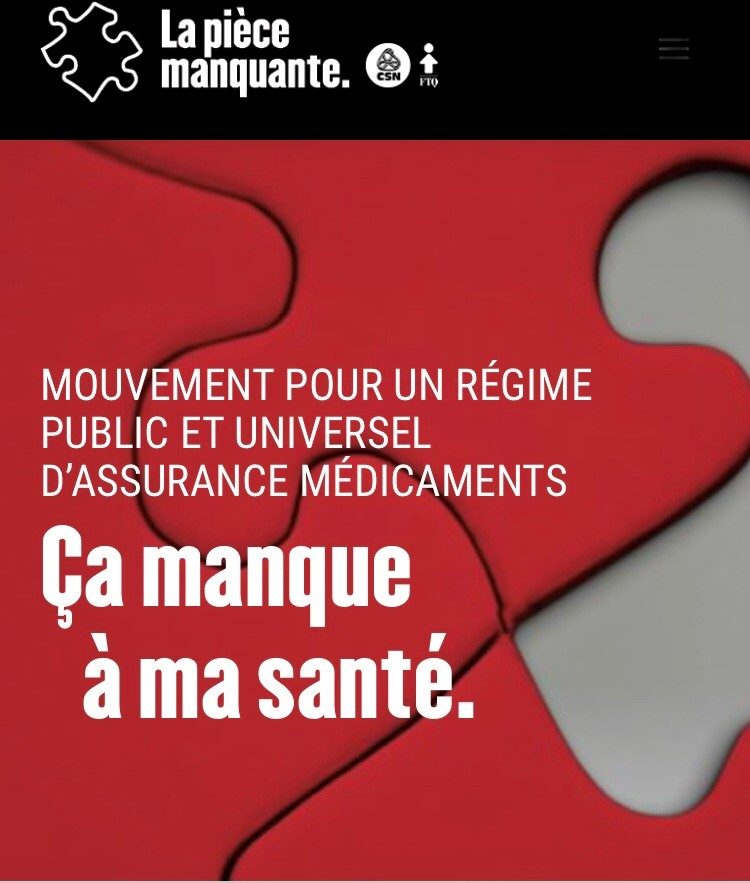 La pièce
manquante.
CSN
FTQ
MOUVEMENT POUR UN RÉGIME
PUBLIC ET UNIVERSEL
D’ASSURANCE MÉDICAMENTS
Ça manque
à ma santé.